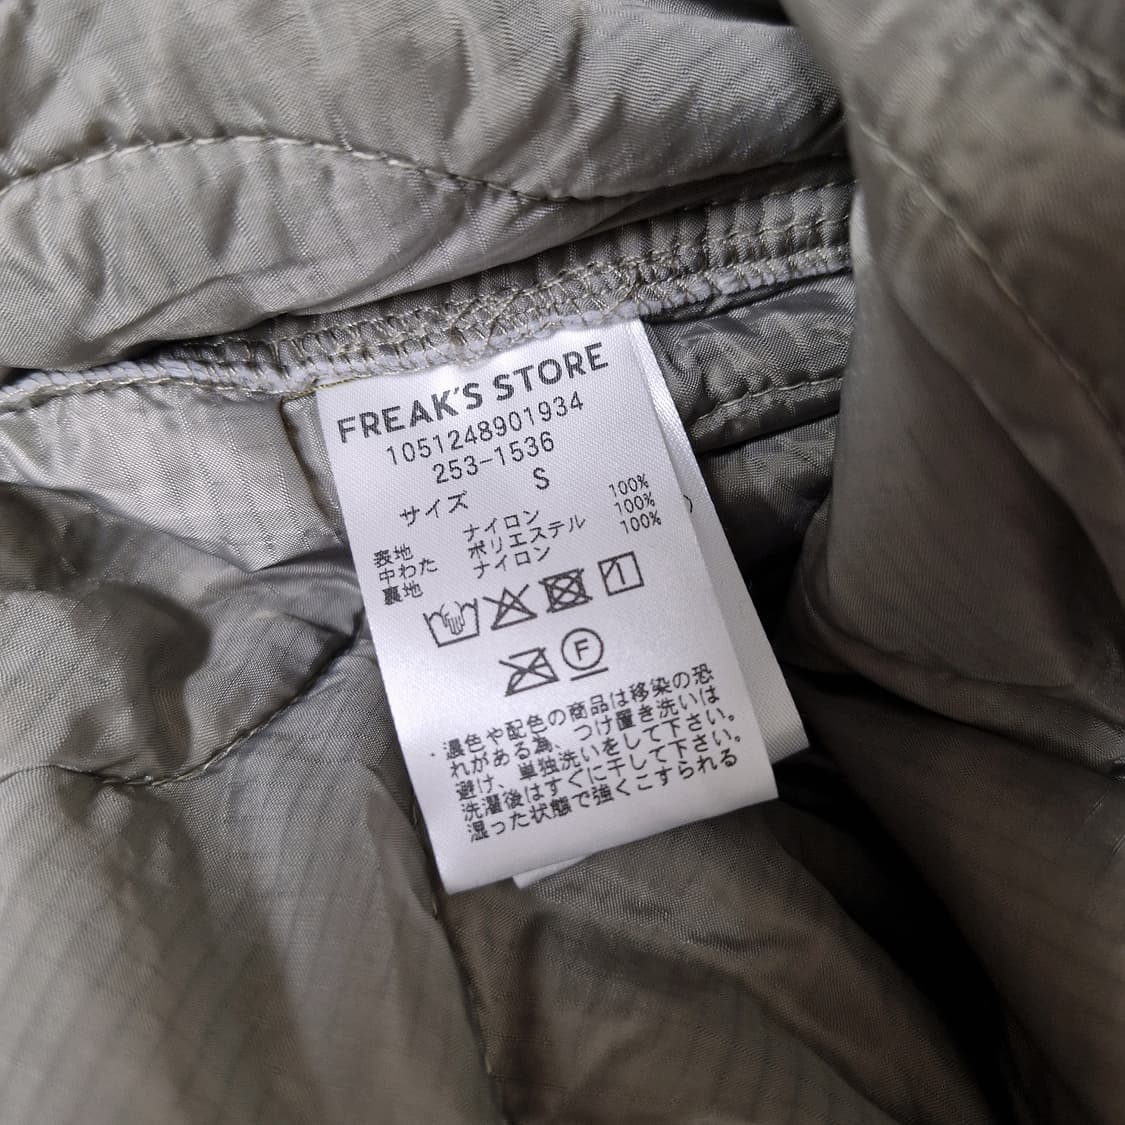 FREAK'S STORE
1051248901934
253-1536
サイズ S
表地 ナイロン 100%
中わた ポリエステル 100%
裏地 ナイロン 100%
1
F
・濃色や配色の商品は移染の恐
れがある為、つけ置き洗いは
避け、単独洗いをして下さい。
洗濯後はすぐに干して下さい。
湿った状態で強くこすられる